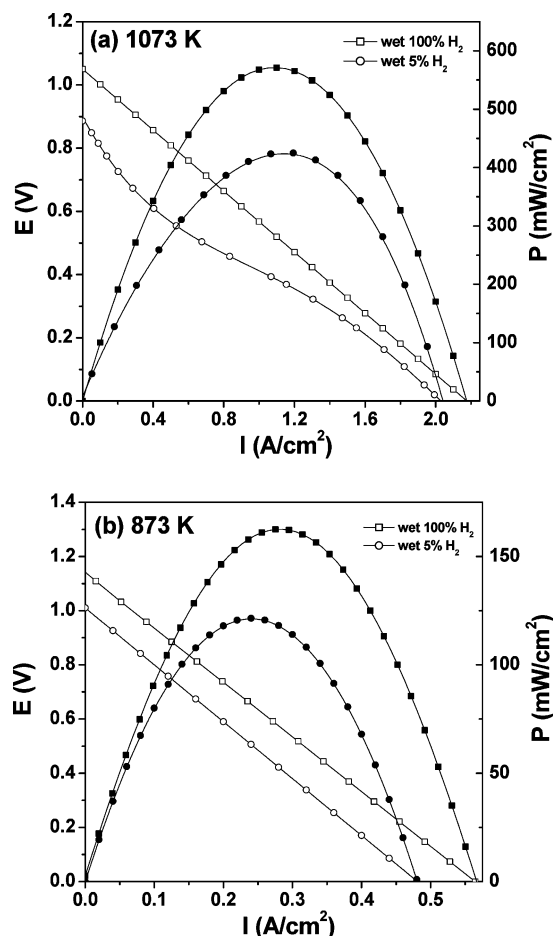 (a) 1073 K
wet 100% H₂
wet 5% H₂
E (V)
1.2
1.0
0.8
0.6
0.4
0.2
0.0
P (mW/cm²)
600
500
400
300
200
100
0
0.0 0.4 0.8 1.2 1.6 2.0
I (A/cm²)
(b) 873 K
wet 100% H₂
wet 5% H₂
E (V)
1.4
1.2
1.0
0.8
0.6
0.4
0.2
0.0
P (mW/cm²)
150
100
50
0
0.0 0.1 0.2 0.3 0.4 0.5
I (A/cm²)